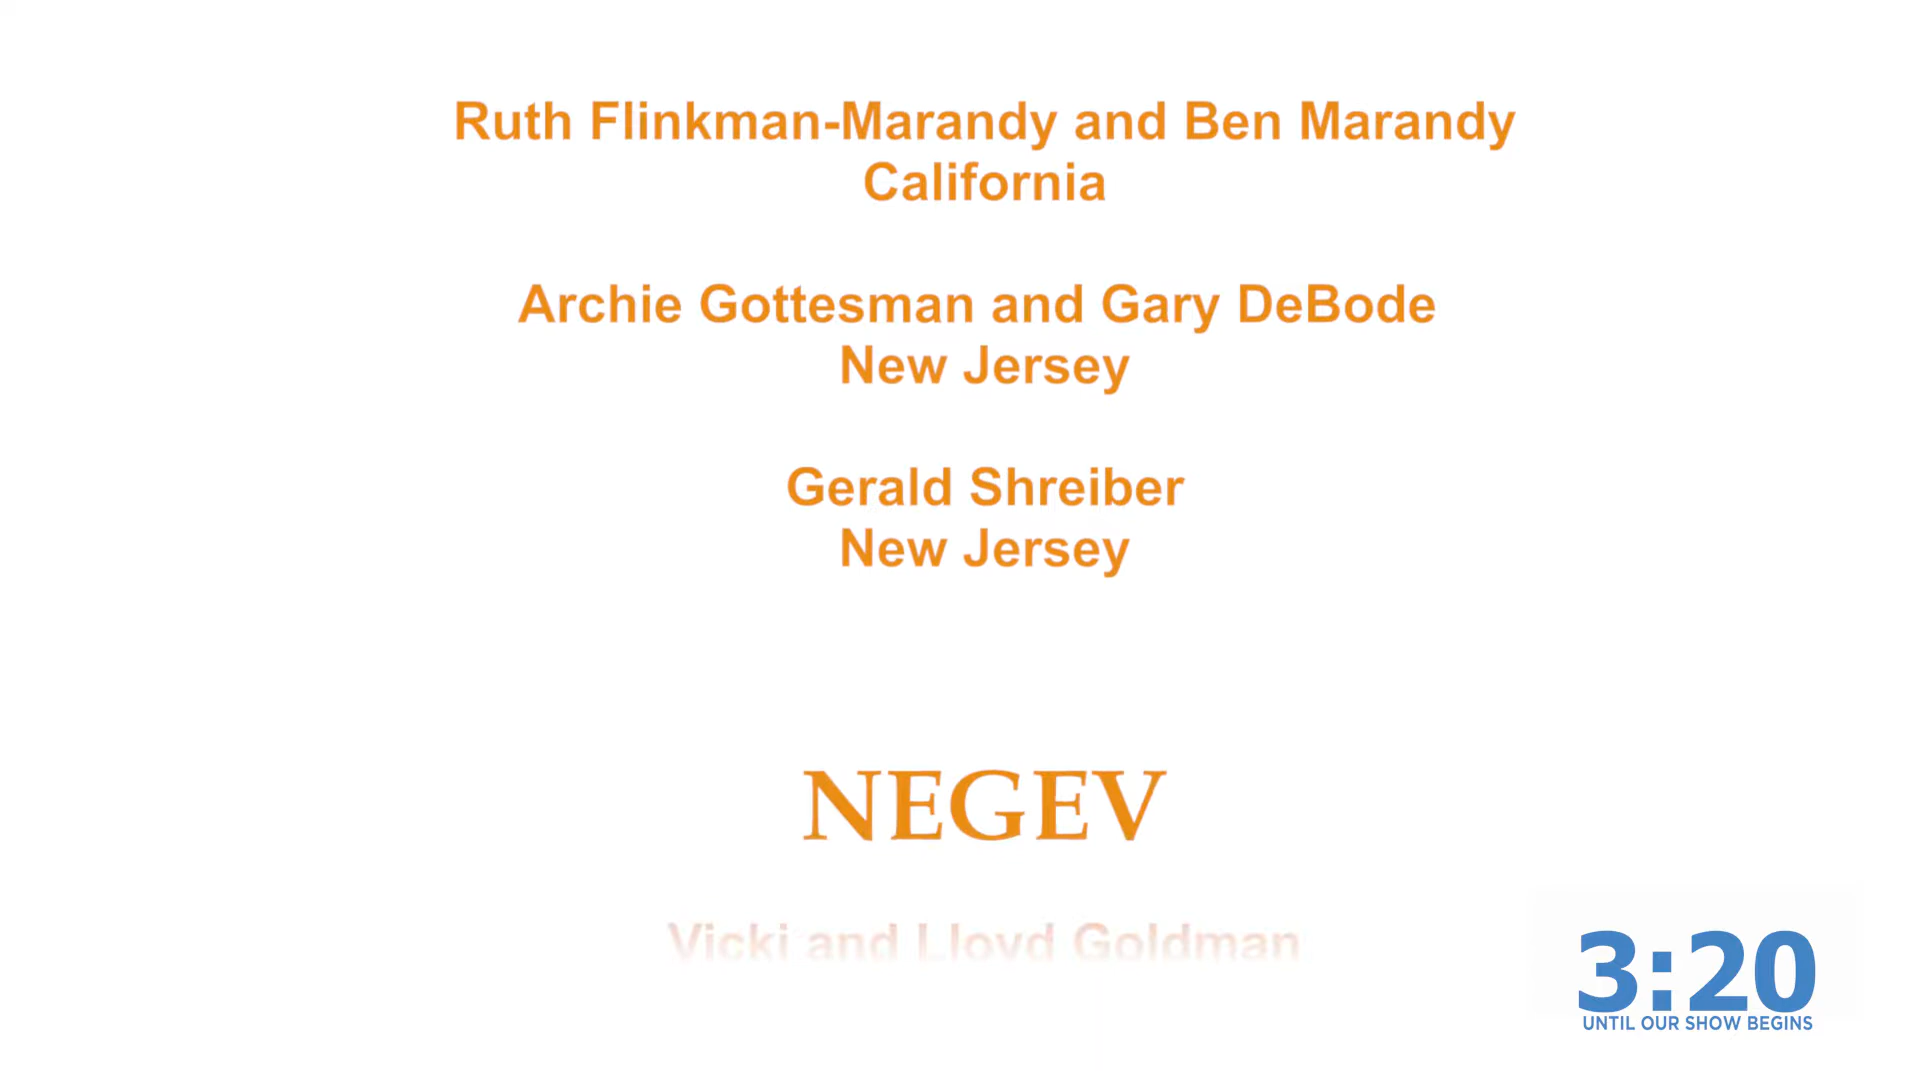 Ruth Flinkman-Marandy and Ben Marandy
California
Archie Gottesman and Gary DeBode
New Jersey
Gerald Shreiber
New Jersey
NEGEV
Vicki and Lloyd Goldman
3:20
UNTIL OUR SHOW BEGINS